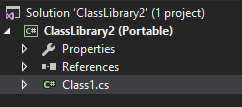 Solution 'ClassLibrary2' (1 project)
C# ClassLibrary2 (Portable)
Properties
References
C# Class1.cs